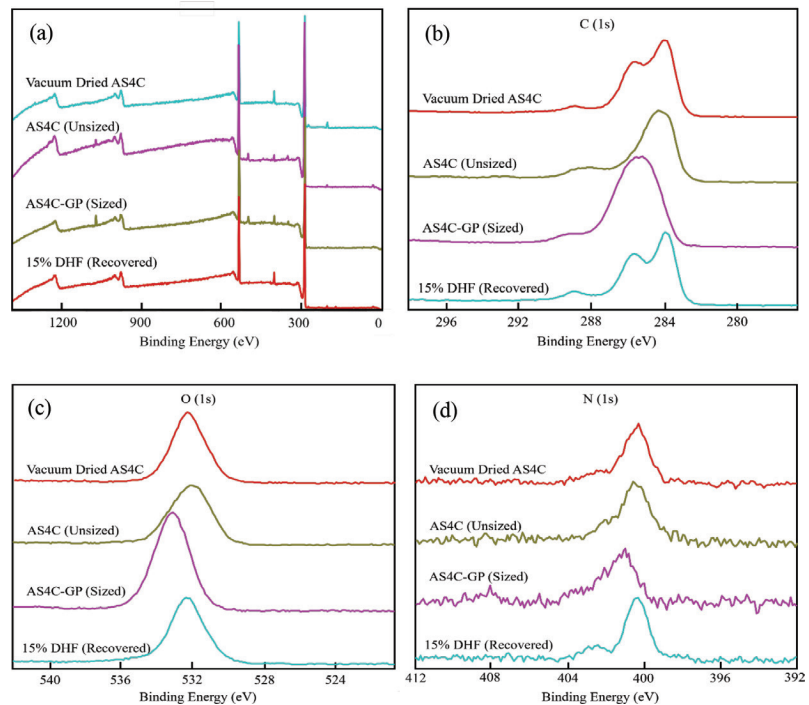 (a)
Vacuum Dried AS4C
AS4C (Unsized)
AS4C-GP (Sized)
15% DHF (Recovered)
1200 900 600 300 0
Binding Energy (eV)
C (1s)
(b)
Vacuum Dried AS4C
AS4C (Unsized)
AS4C-GP (Sized)
15% DHF (Recovered)
296 292 288 284 280
Binding Energy (eV)
O (1s)
(c)
Vacuum Dried AS4C
AS4C (Unsized)
AS4C-GP (Sized)
15% DHF (Recovered)
540 536 532 528 524
Binding Energy (eV)
N (1s)
(d)
Vacuum Dried AS4C
AS4C (Unsized)
AS4C-GP (Sized)
15% DHF (Recovered)
412 408 404 400 396 392
Binding Energy (eV)